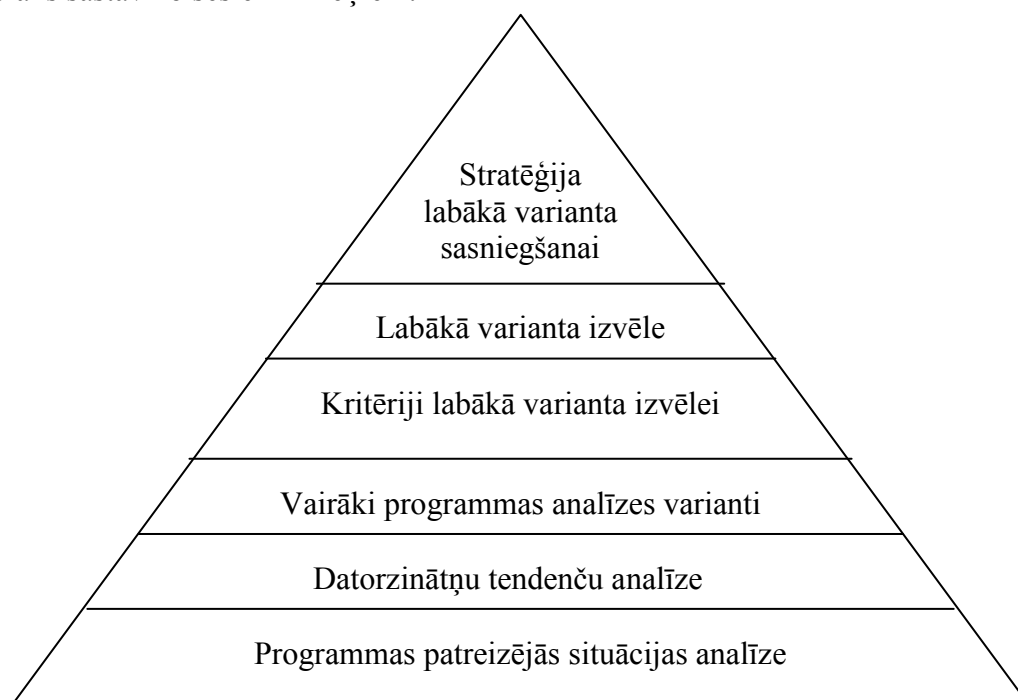 Stratēģija
labākā varianta
sasniegšanai
Labākā varianta izvēle
Kritēriji labākā varianta izvēlei
Vairāki programmas analīzes varianti
Datorzinātņu tendenču analīze
Programmas patreizējās situācijas analīze